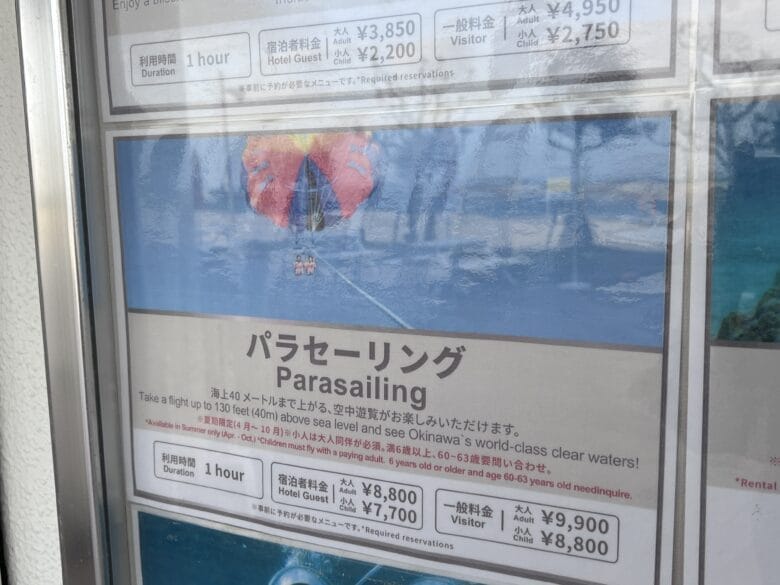 Enjoy a bliss
利用時間 Duration 1 hour
宿泊者料金 Hotel Guest 大人 Adult ¥3,850
小人 Child ¥2,200
一般料金 Visitor 大人 Adult ¥4,950
小人 Child ¥2,750
※事前に予約が必要なメニューです。*Required reservations
パラセーリング
Parasailing
海上40メートルまで上がる、空中遊覧がお楽しみいただけます。
Take a flight up to 130 feet (40m) above sea level and see Okinawa`s world-class clear waters!
※夏期限定(4月〜10月)※小人は大人同伴が必須。満6歳以上、60-63歳要問い合わせ。
*Available in Summer only (Apr. - Oct.) *Children must fly with a paying adult. 6 years old or older and age 60-63 years old needinquire.
利用時間 Duration 1 hour
宿泊者料金 Hotel Guest 大人 Adult ¥8,800
小人 Child ¥7,700
一般料金 Visitor 大人 Adult ¥9,900
小人 Child ¥8,800
※事前に予約が必要なメニューです。*Required reservations
*Rental